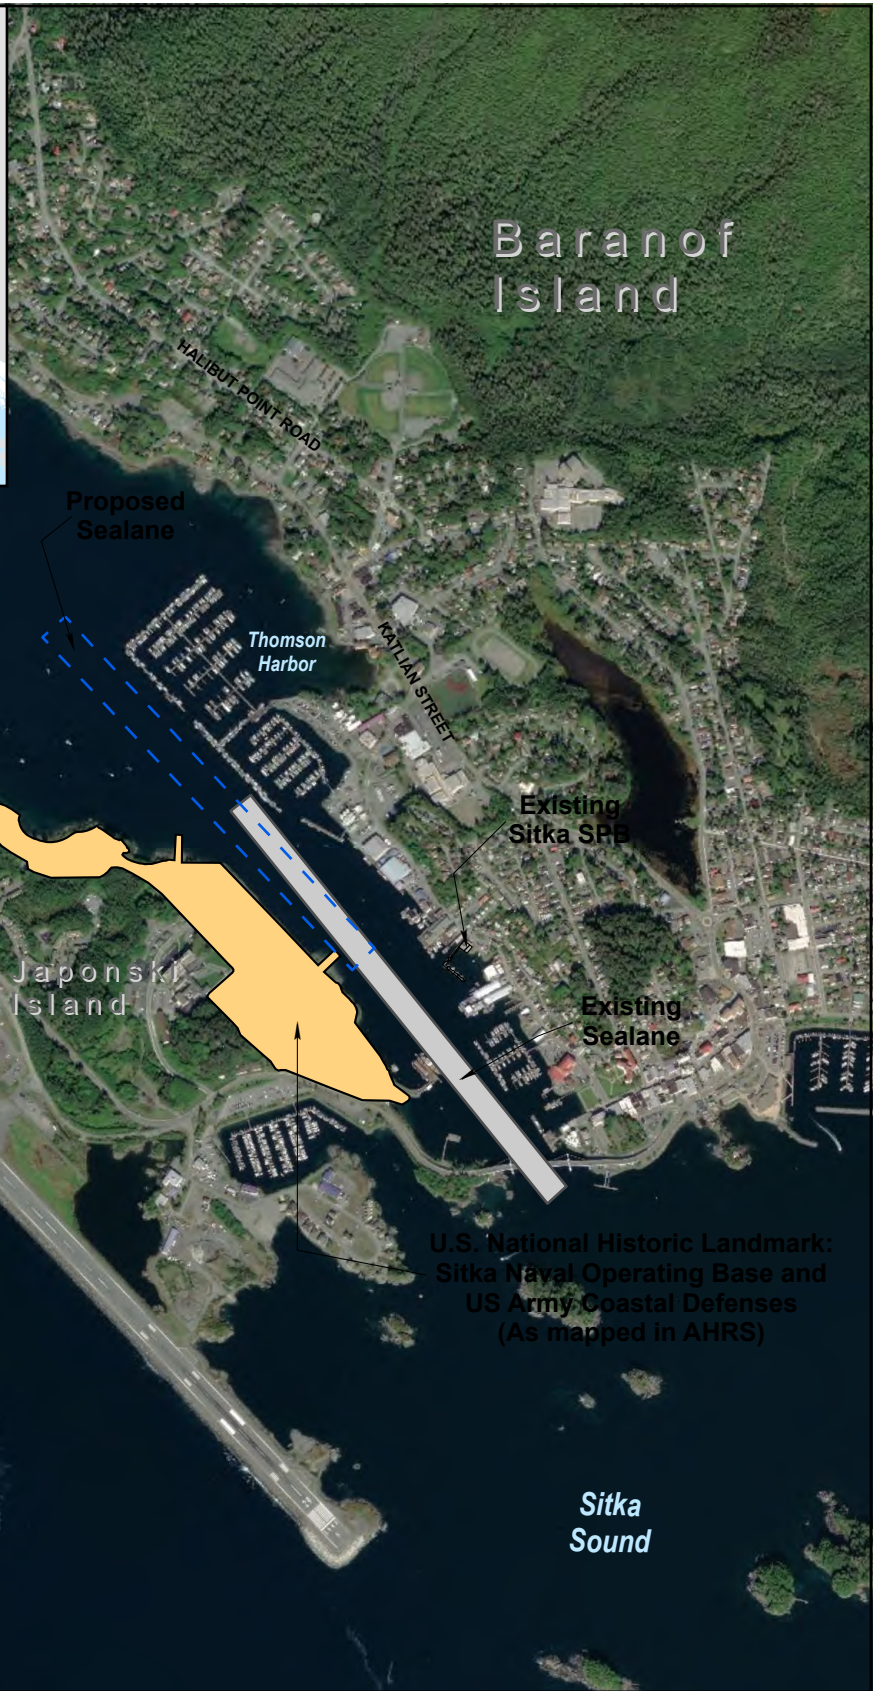 Baranof
Island
HALIBUT POINT ROAD
Proposed
Sealane
Thomson
Harbor
KATLIAN STREET
Existing
Sitka SPB
Japonski
Island
Existing
Sealane
U.S. National Historic Landmark:
Sitka Naval Operating Base and
US Army Coastal Defenses
(As mapped in AHRS)
Sitka
Sound